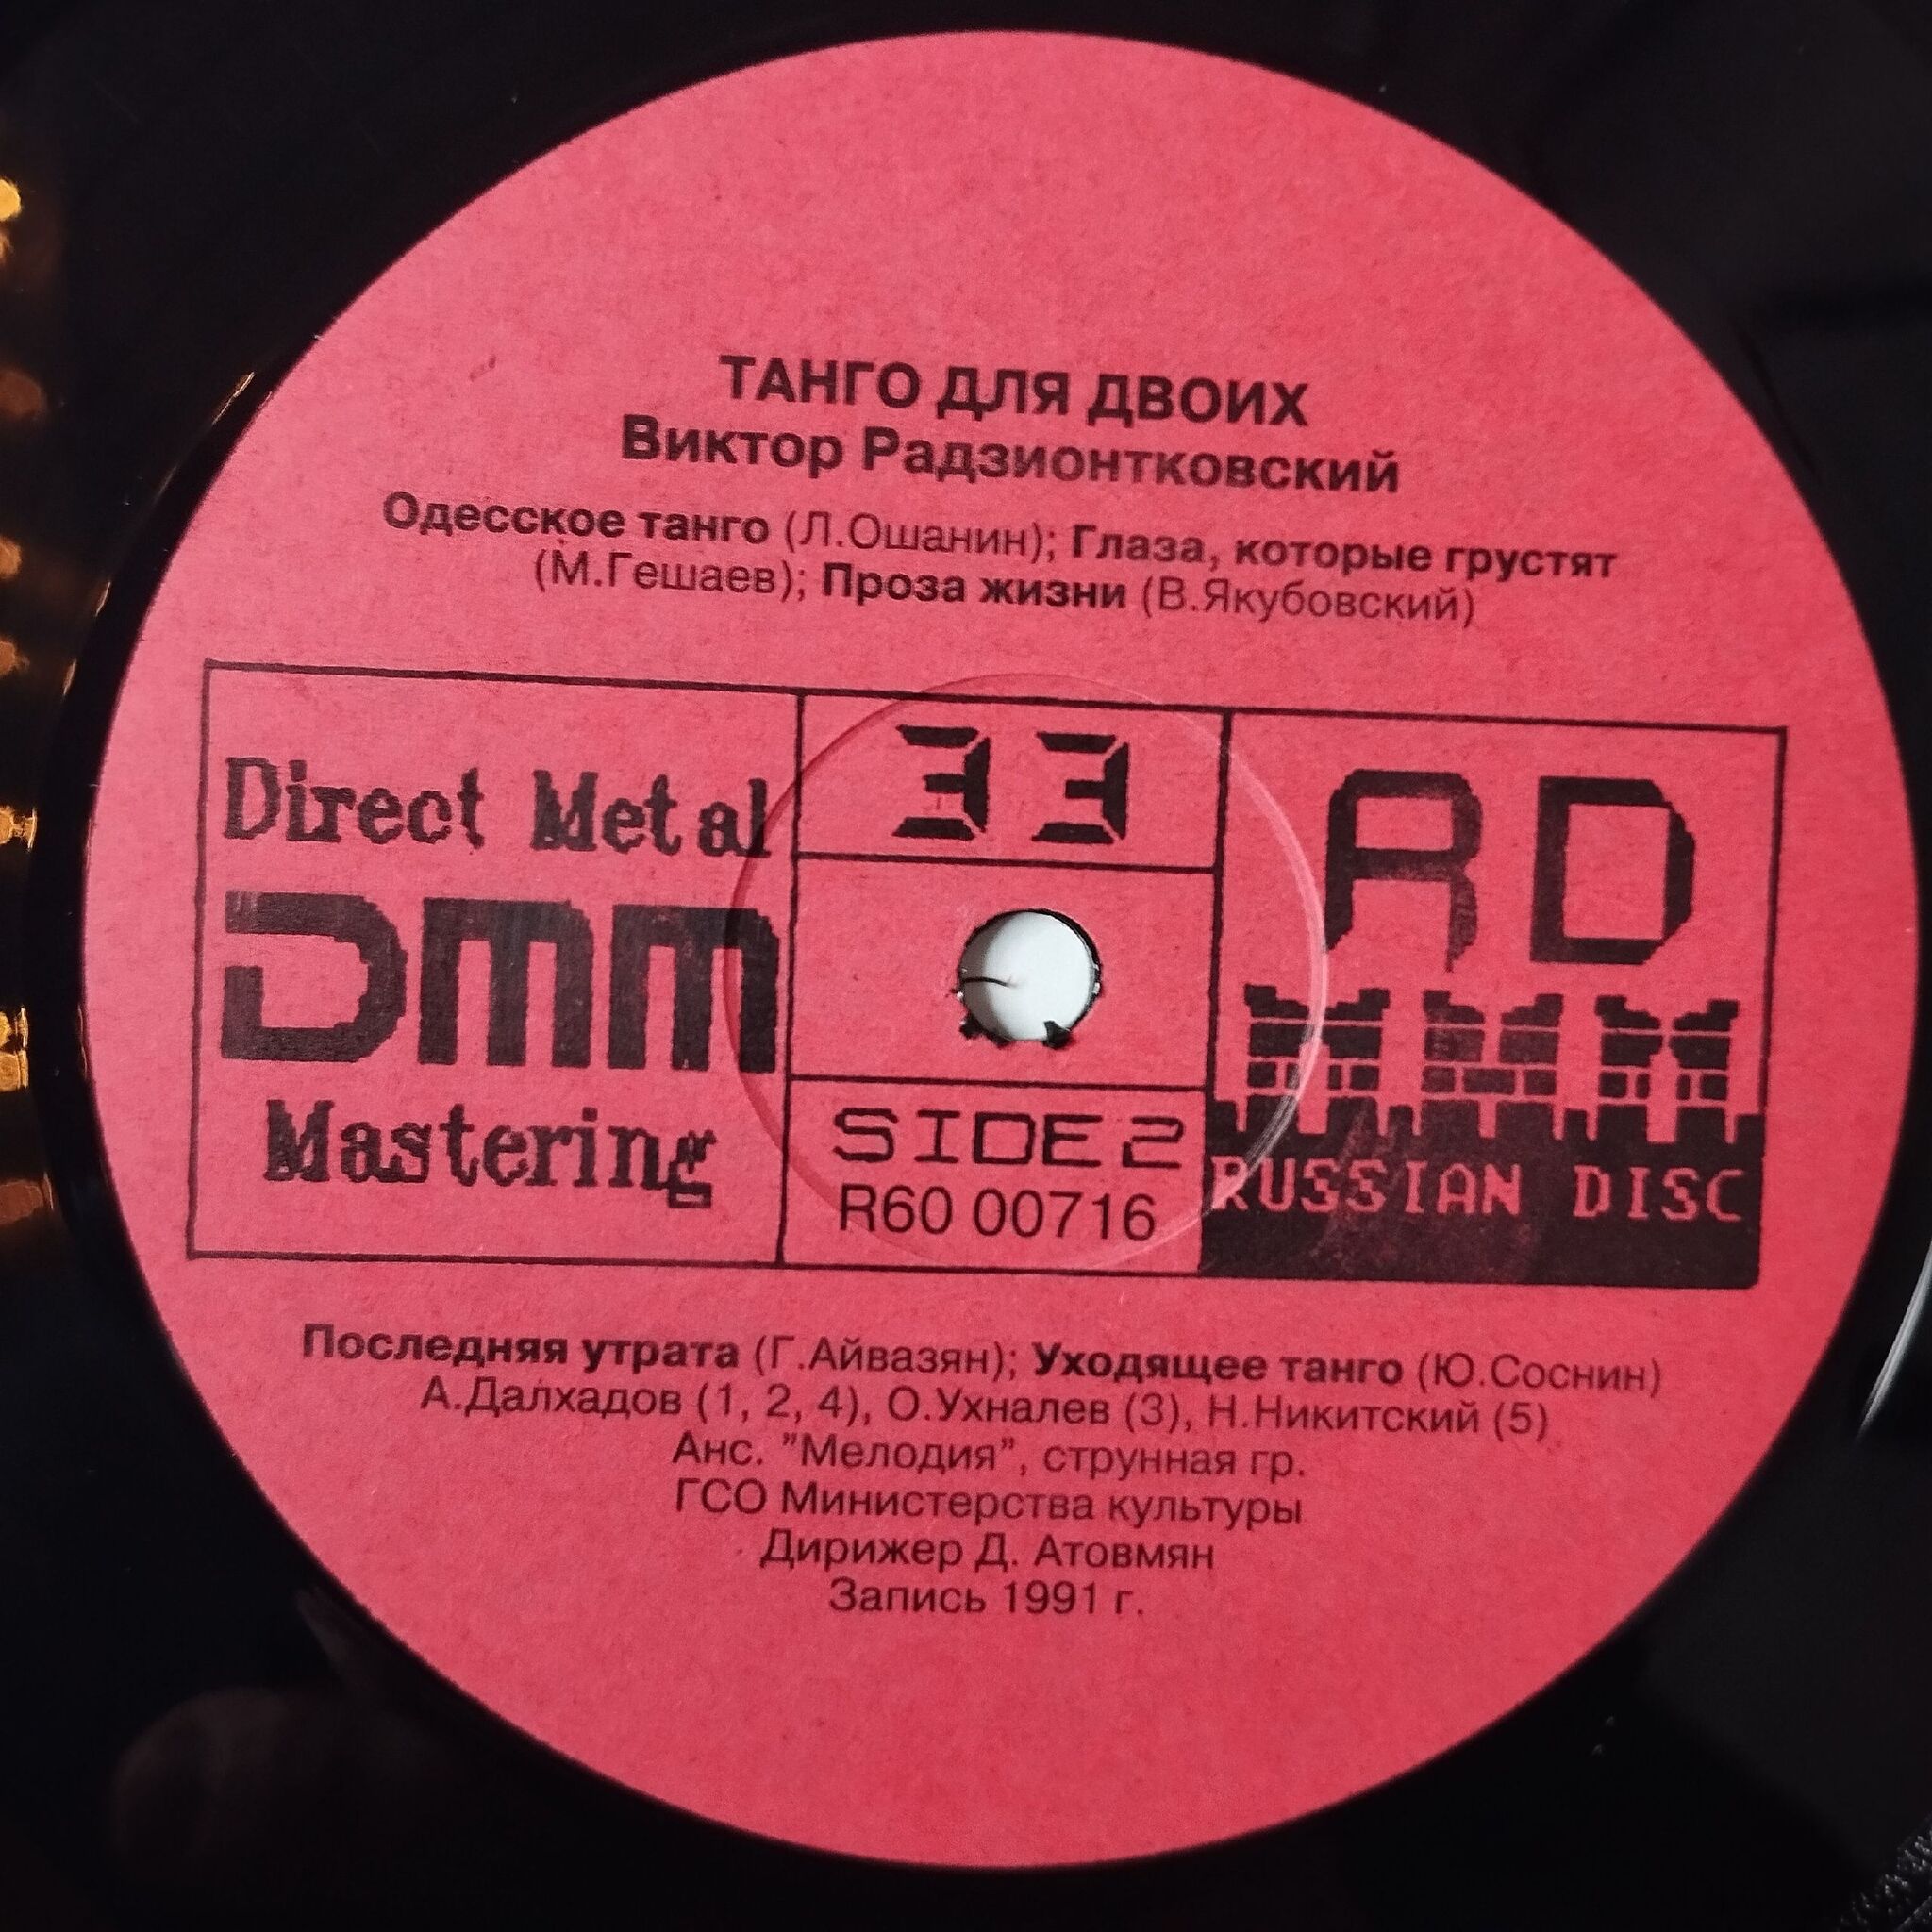 ТАНГО ДЛЯ ДВОИХ
Виктор Радзионтковский
Одесское танго (Л.Ошанин); Глаза, которые грустят
(М.Гешаев); Проза жизни (В.Якубовский)
Direct Metal
DMM
Mastering
33
SIDE 2
R60 00716
RD
RUSSIAN DISC
Последняя утрата (Г.Айвазян); Уходящее танго (Ю.Соснин)
А.Далхадов (1, 2, 4), О.Ухналев (3), Н.Никитский (5)
Анс. "Мелодия", струнная гр.
ГСО Министерства культуры
Дирижер Д. Атовмян
Запись 1991 г.